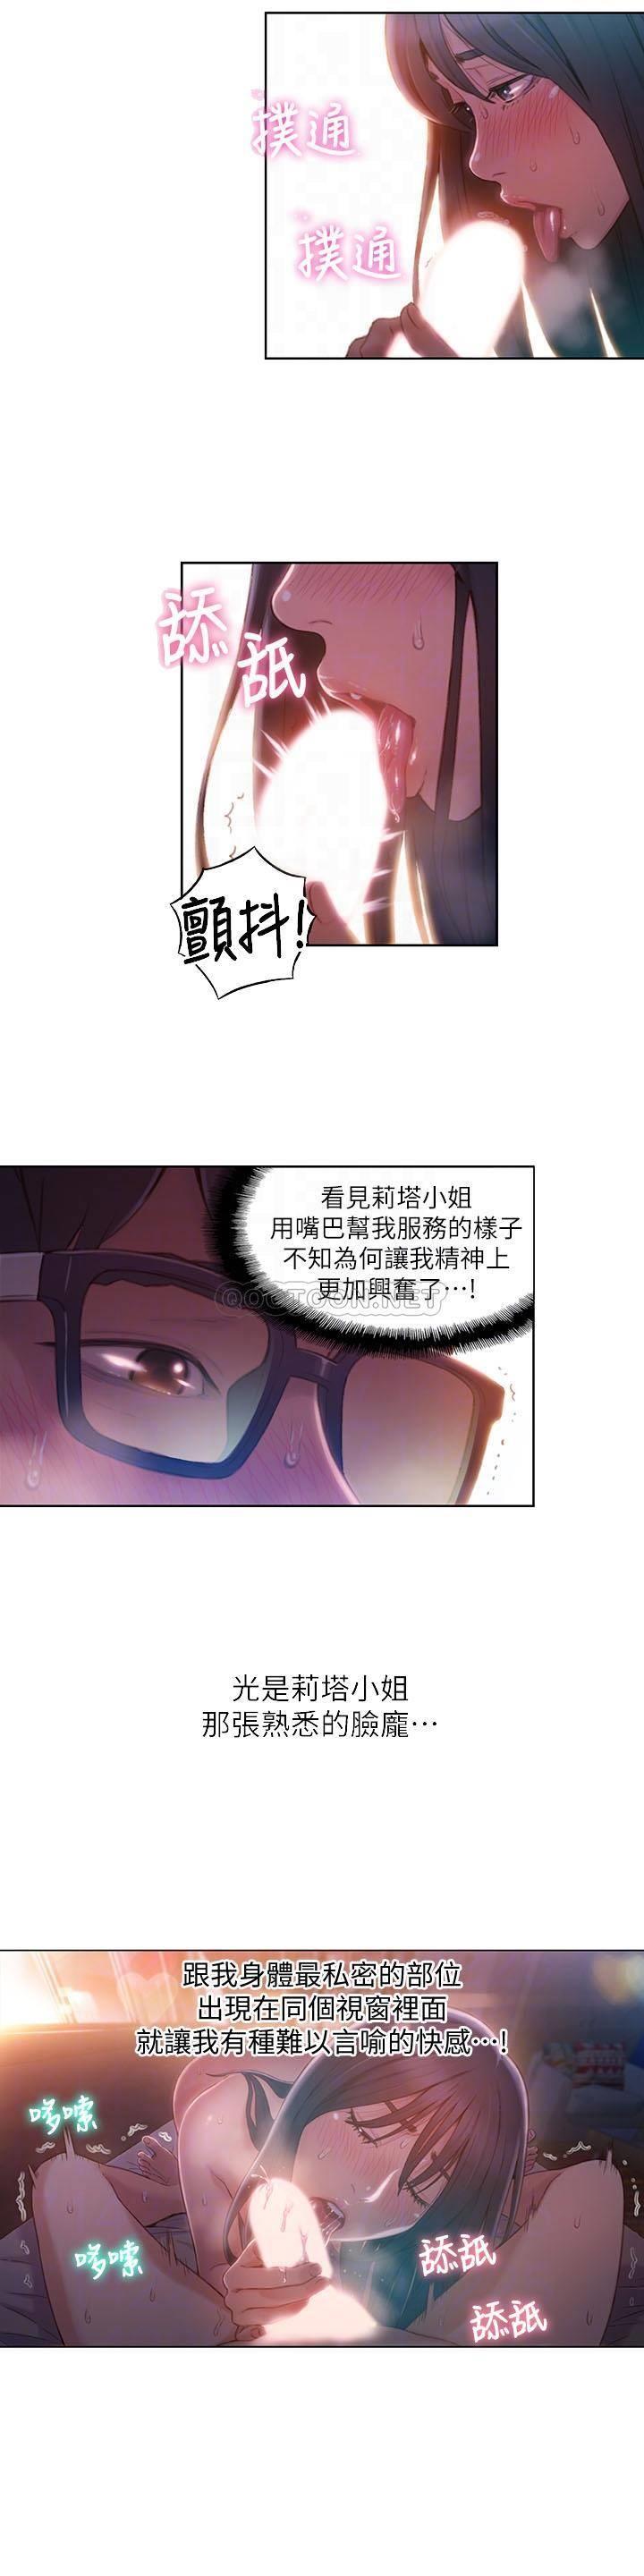 撲通
撲通
舔
舐
顫抖!
看見莉塔小姐
用嘴巴幫我服務的樣子
不知為何讓我精神上
更加興奮了…!
QOCTOON.NET
光是莉塔小姐
那張熟悉的臉龐…
跟我身體最私密的部位
出現在同個視窗裡面
就讓我有種難以言喻的快感…!
哆嗦
哆嗦
舔舐
舔舐